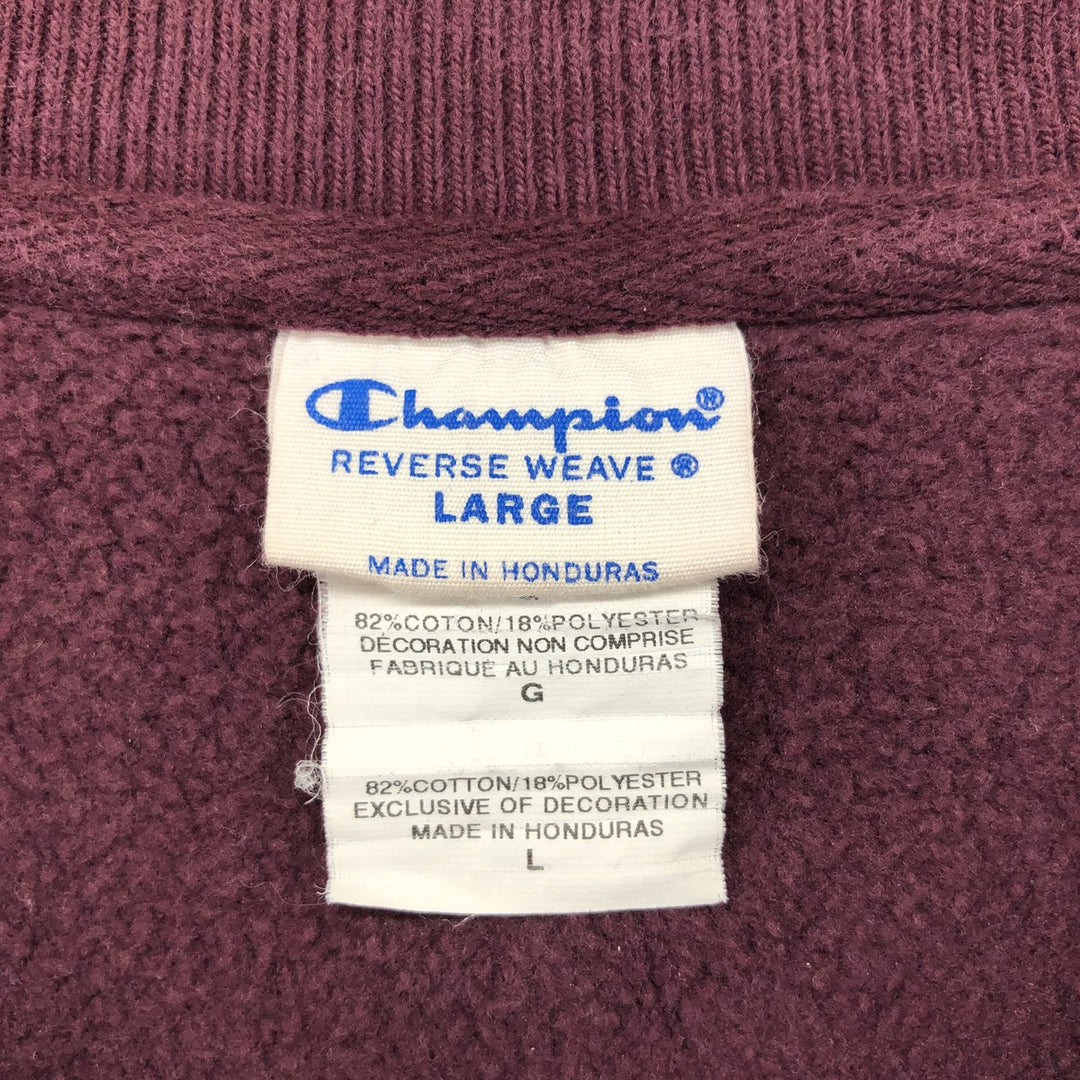 Champion®
REVERSE WEAVE ®
LARGE
MADE IN HONDURAS
82%COTON/18%POLYESTER
DÉCORATION NON COMPRISE
FABRIQUE AU HONDURAS
G
82%COTTON/18%POLYESTER
EXCLUSIVE OF DECORATION
MADE IN HONDURAS
L